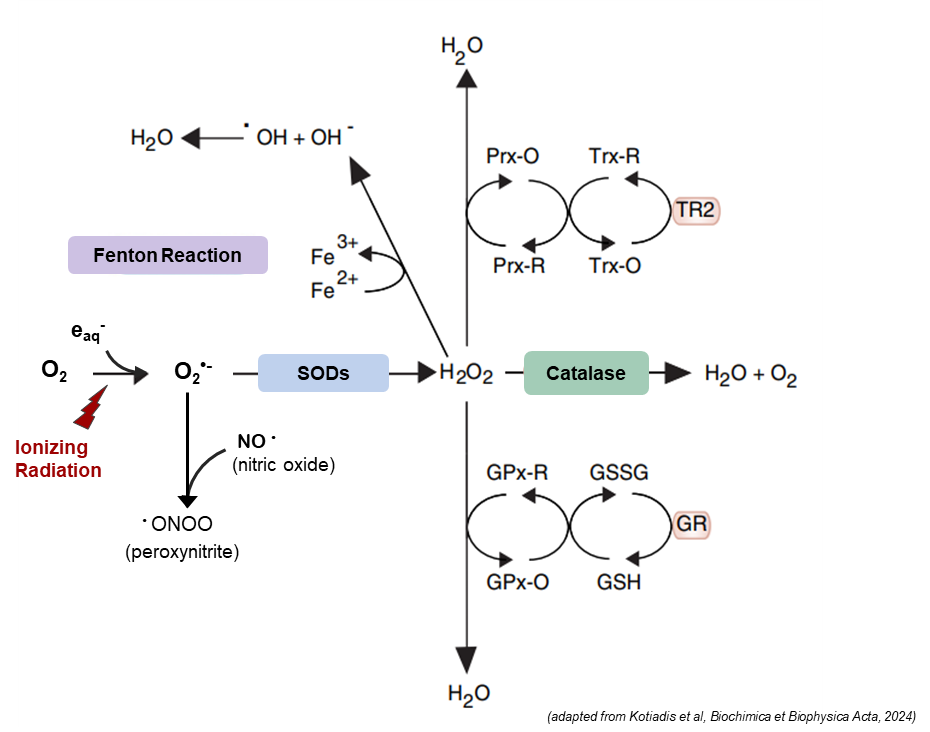 H₂O
H₂O
˙OH + OH⁻
Prx-O
Trx-R
TR2
Prx-R
Trx-O
Fenton Reaction
Fe³⁺
Fe²⁺
eaq⁻
O₂
O₂•⁻
SODs
H₂O₂
Catalase
H₂O + O₂
Ionizing
Radiation
NO ˙
(nitric oxide)
˙ONOO
(peroxynitrite)
GPx-R
GSSG
GR
GPx-O
GSH
H₂O
(adapted from Kotiadis et al, Biochimica et Biophysica Acta, 2024)